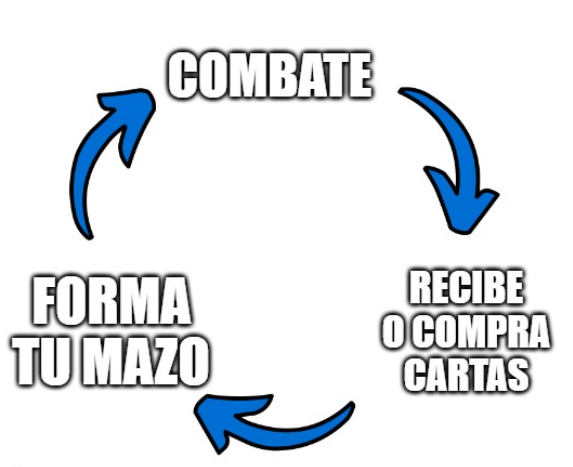 COMBATE
RECIBE
O COMPRA
CARTAS
FORMA
TU MAZO